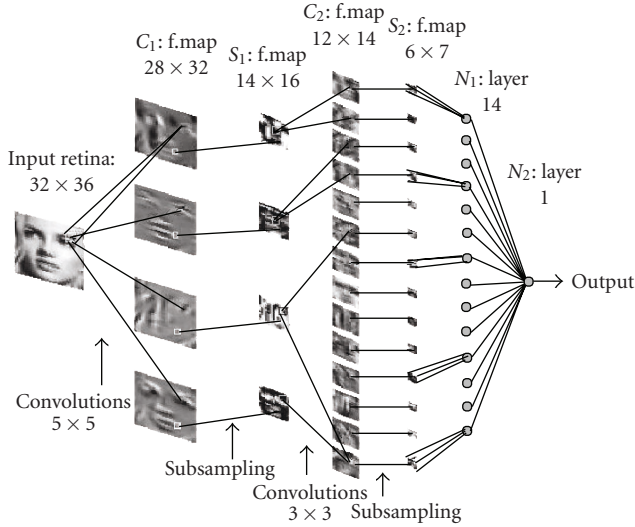 C₁: f.map
28 × 32
S₁: f.map
14 × 16
C₂: f.map
12 × 14
S₂: f.map
6 × 7
N₁: layer
14
N₂: layer
1
Input retina:
32 × 36
Output
Convolutions
5 × 5
Subsampling
Convolutions
3 × 3
Subsampling